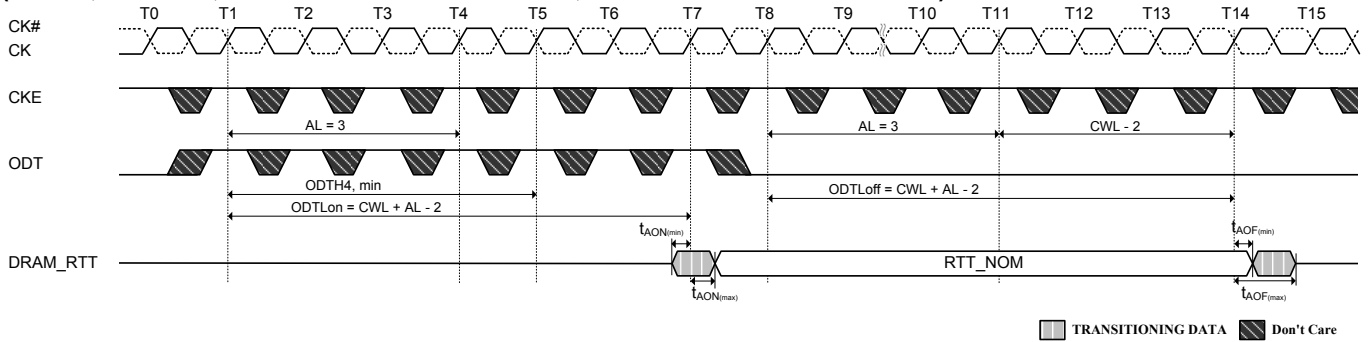 T0 T1 T2 T3 T4 T5 T6 T7 T8 T9 T10 T11 T12 T13 T14 T15
CK#
CK
CKE
AL = 3 AL = 3 CWL - 2
ODT
ODTH4, min ODTLoff = CWL + AL - 2
ODTLon = CWL + AL - 2
tAON(min) tAOF(min)
DRAM_RTT RTT_NOM
tAON(max) tAOF(max)
TRANSITIONING DATA Don't Care